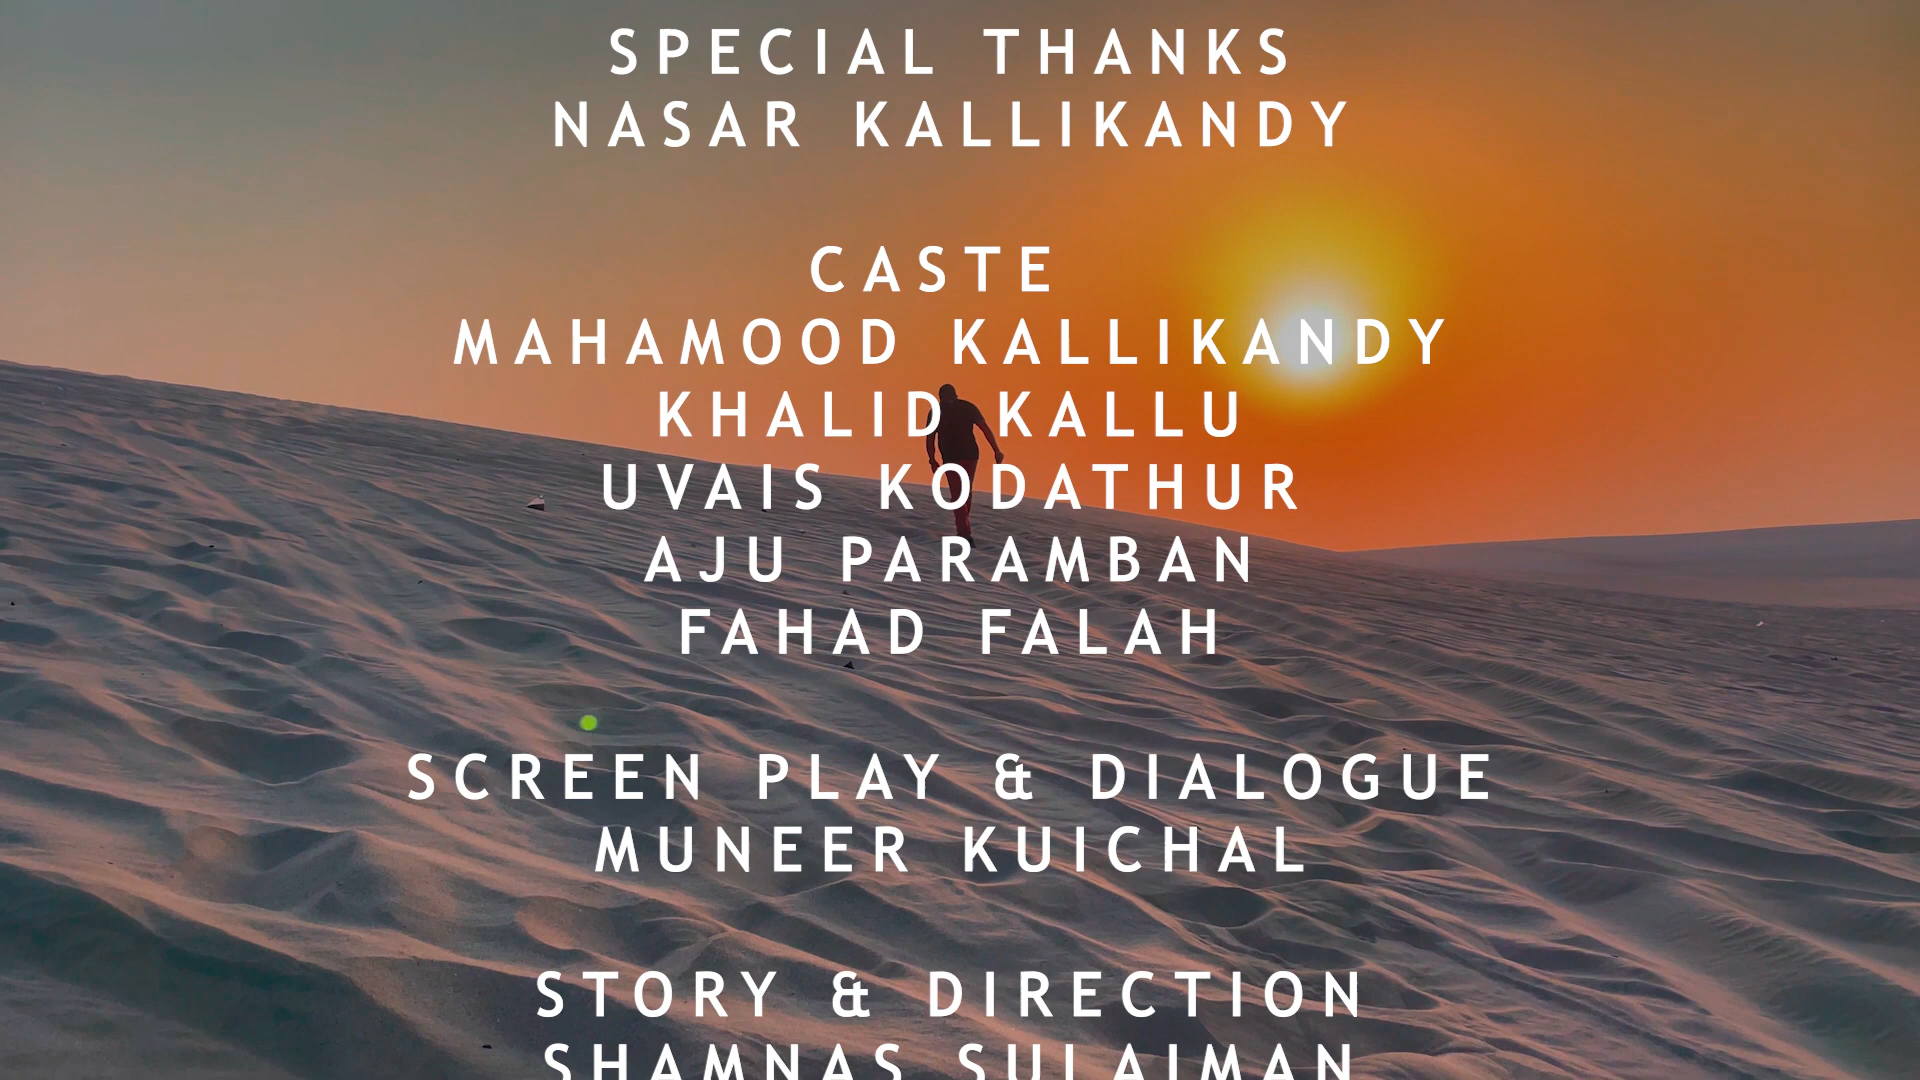 SPECIAL THANKS
NASAR KALLIKANDY
CASTE
MAHAMOOD KALLIKANDY
KHALID KALLU
UVAIS KODATHUR
AJU PARAMBAN
FAHAD FALAH
SCREEN PLAY & DIALOGUE
MUNEER KUICHAL
STORY & DIRECTION
SHAMNAS SULAIMAN